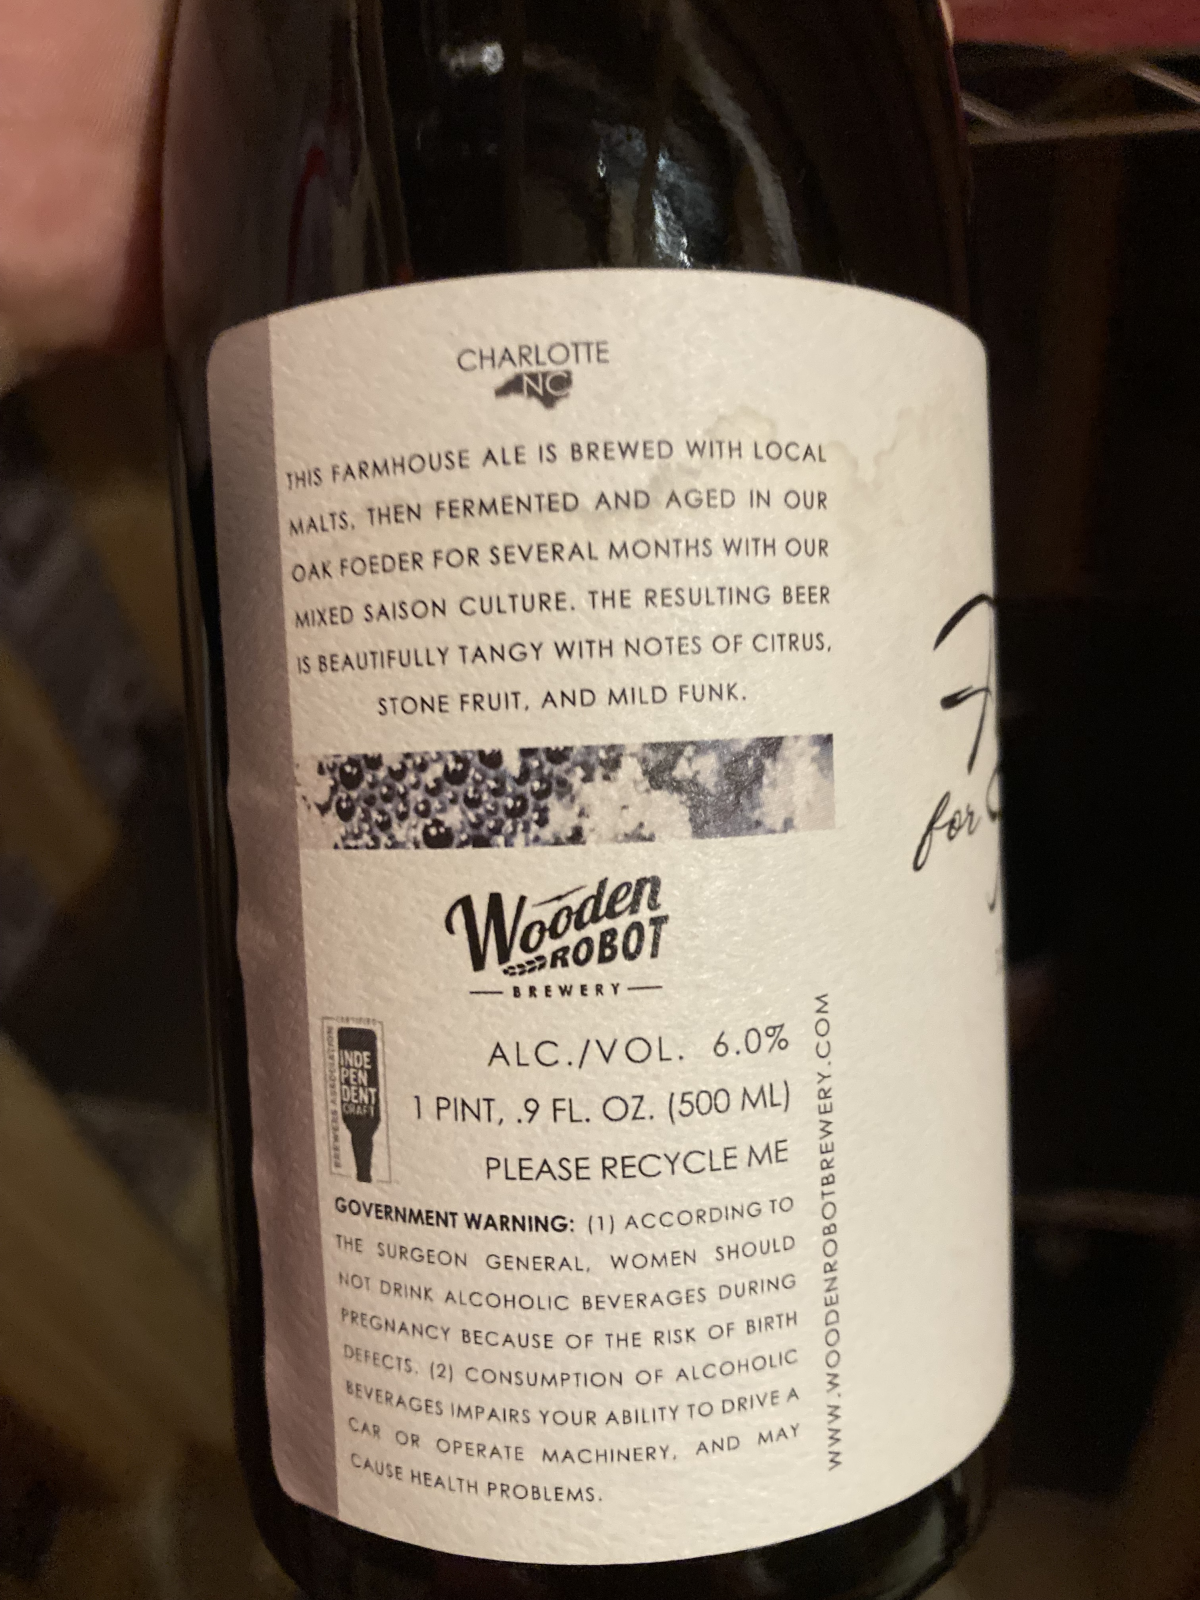 CHARLOTTE
NC
THIS FARMHOUSE ALE IS BREWED WITH LOCAL
MALTS, THEN FERMENTED AND AGED IN OUR
OAK FOEDER FOR SEVERAL MONTHS WITH OUR
MIXED SAISON CULTURE. THE RESULTING BEER
IS BEAUTIFULLY TANGY WITH NOTES OF CITRUS,
STONE FRUIT, AND MILD FUNK.
for
Wooden
ROBOT
BREWERY
CERTIFIED
BREWERS ASSOCIATION
INDE
PEN
DENT
CRAFT
ALC./VOL. 6.0%
1 PINT, .9 FL. OZ. (500 ML)
PLEASE RECYCLE ME
GOVERNMENT WARNING: (1) ACCORDING TO
THE SURGEON GENERAL, WOMEN SHOULD
NOT DRINK ALCOHOLIC BEVERAGES DURING
PREGNANCY BECAUSE OF THE RISK OF BIRTH
DEFECTS. (2) CONSUMPTION OF ALCOHOLIC
BEVERAGES IMPAIRS YOUR ABILITY TO DRIVE A
CAR OR OPERATE MACHINERY, AND MAY
CAUSE HEALTH PROBLEMS.
WWW.WOODENROBOTBREWERY.COM